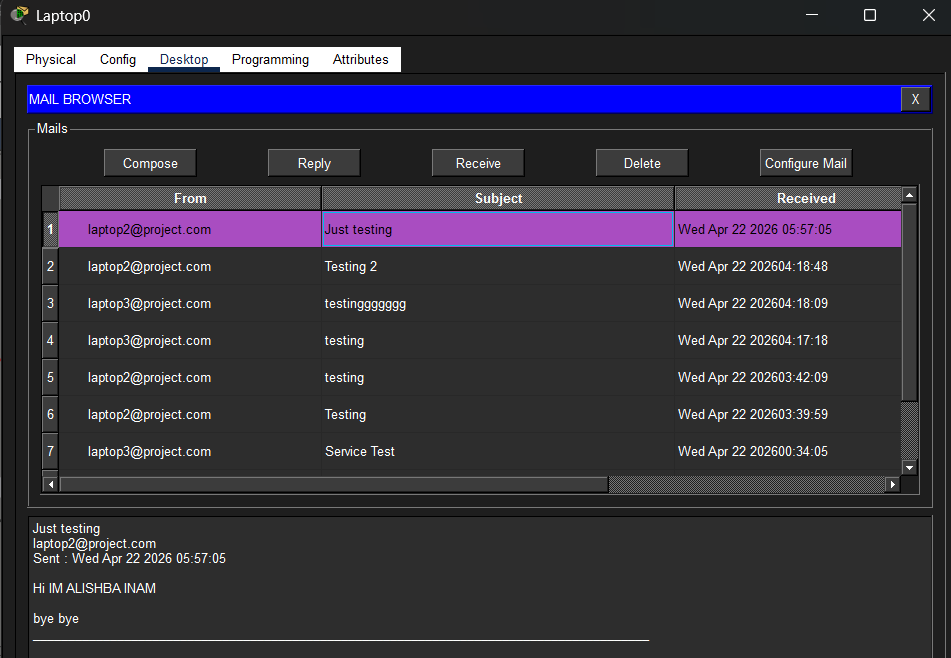 Laptop0
Physical Config Desktop Programming Attributes
MAIL BROWSER X
Mails
Compose Reply Receive Delete Configure Mail
From Subject Received
1 laptop2@project.com Just testing Wed Apr 22 2026 05:57:05
2 laptop2@project.com Testing 2 Wed Apr 22 202604:18:48
3 laptop3@project.com testinggggggg Wed Apr 22 202604:18:09
4 laptop3@project.com testing Wed Apr 22 202604:17:18
5 laptop2@project.com testing Wed Apr 22 202603:42:09
6 laptop2@project.com Testing Wed Apr 22 202603:39:59
7 laptop3@project.com Service Test Wed Apr 22 202600:34:05
Just testing
laptop2@project.com
Sent : Wed Apr 22 2026 05:57:05
Hi IM ALISHBA INAM
bye bye